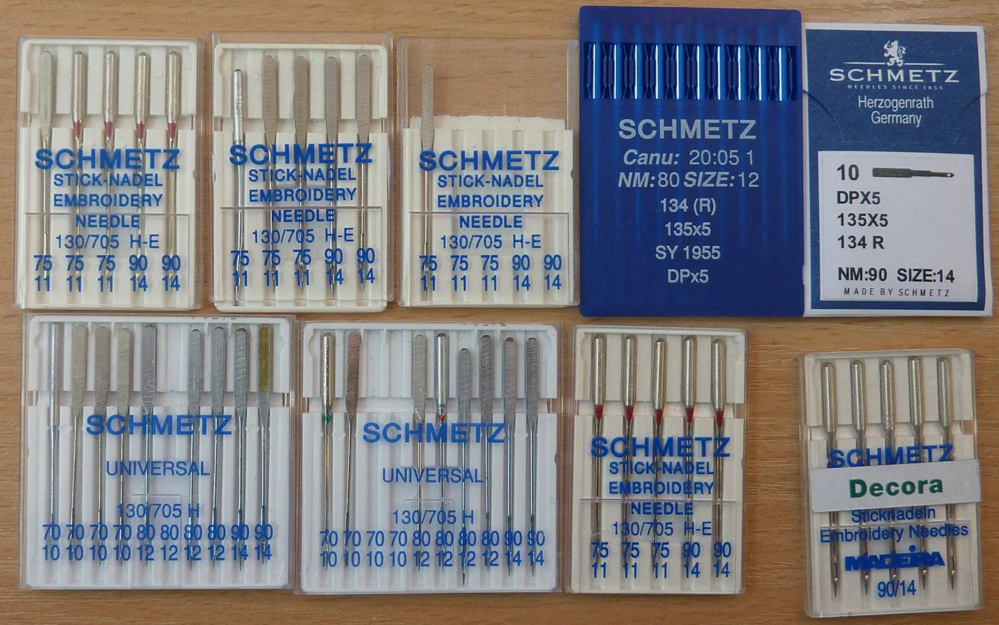 SCHMETZ
STICK-NADEL
EMBROIDERY
NEEDLE
130/705 H-E
75 75 75 90 90
11 11 11 14 14
SCHMETZ
STICK-NADEL
EMBROIDERY
NEEDLE
130/705 H-E
75 75 75 90 90
11 11 11 14 14
SCHMETZ
STICK-NADEL
EMBROIDERY
NEEDLE
130/705 H-E
75 75 75 90 90
11 11 11 14 14
SCHMETZ
Canu: 20:05 1
NM:80 SIZE:12
134 (R)
135x5
SY 1955
DPx5
SCHMETZ
NEEDLES SINCE 1851
Herzogenrath
Germany
10
DPX5
135X5
134 R
NM:90 SIZE:14
MADE BY SCHMETZ
SCHMETZ
UNIVERSAL
130/705 H
70 70 70 70 80 80 80 80 90 90
10 10 10 10 12 12 12 12 14 14
SCHMETZ
UNIVERSAL
130/705 H
70 70 70 70 80 80 80 80 90 90
10 10 10 10 12 12 12 12 14 14
SCHMETZ
STICK-NADEL
EMBROIDERY
NEEDLE
130/705 H-E
75 75 75 90 90
11 11 11 14 14
SCHMETZ
Decora
Sticknadeln
Embroidery Needles
MADEIRA
90/14